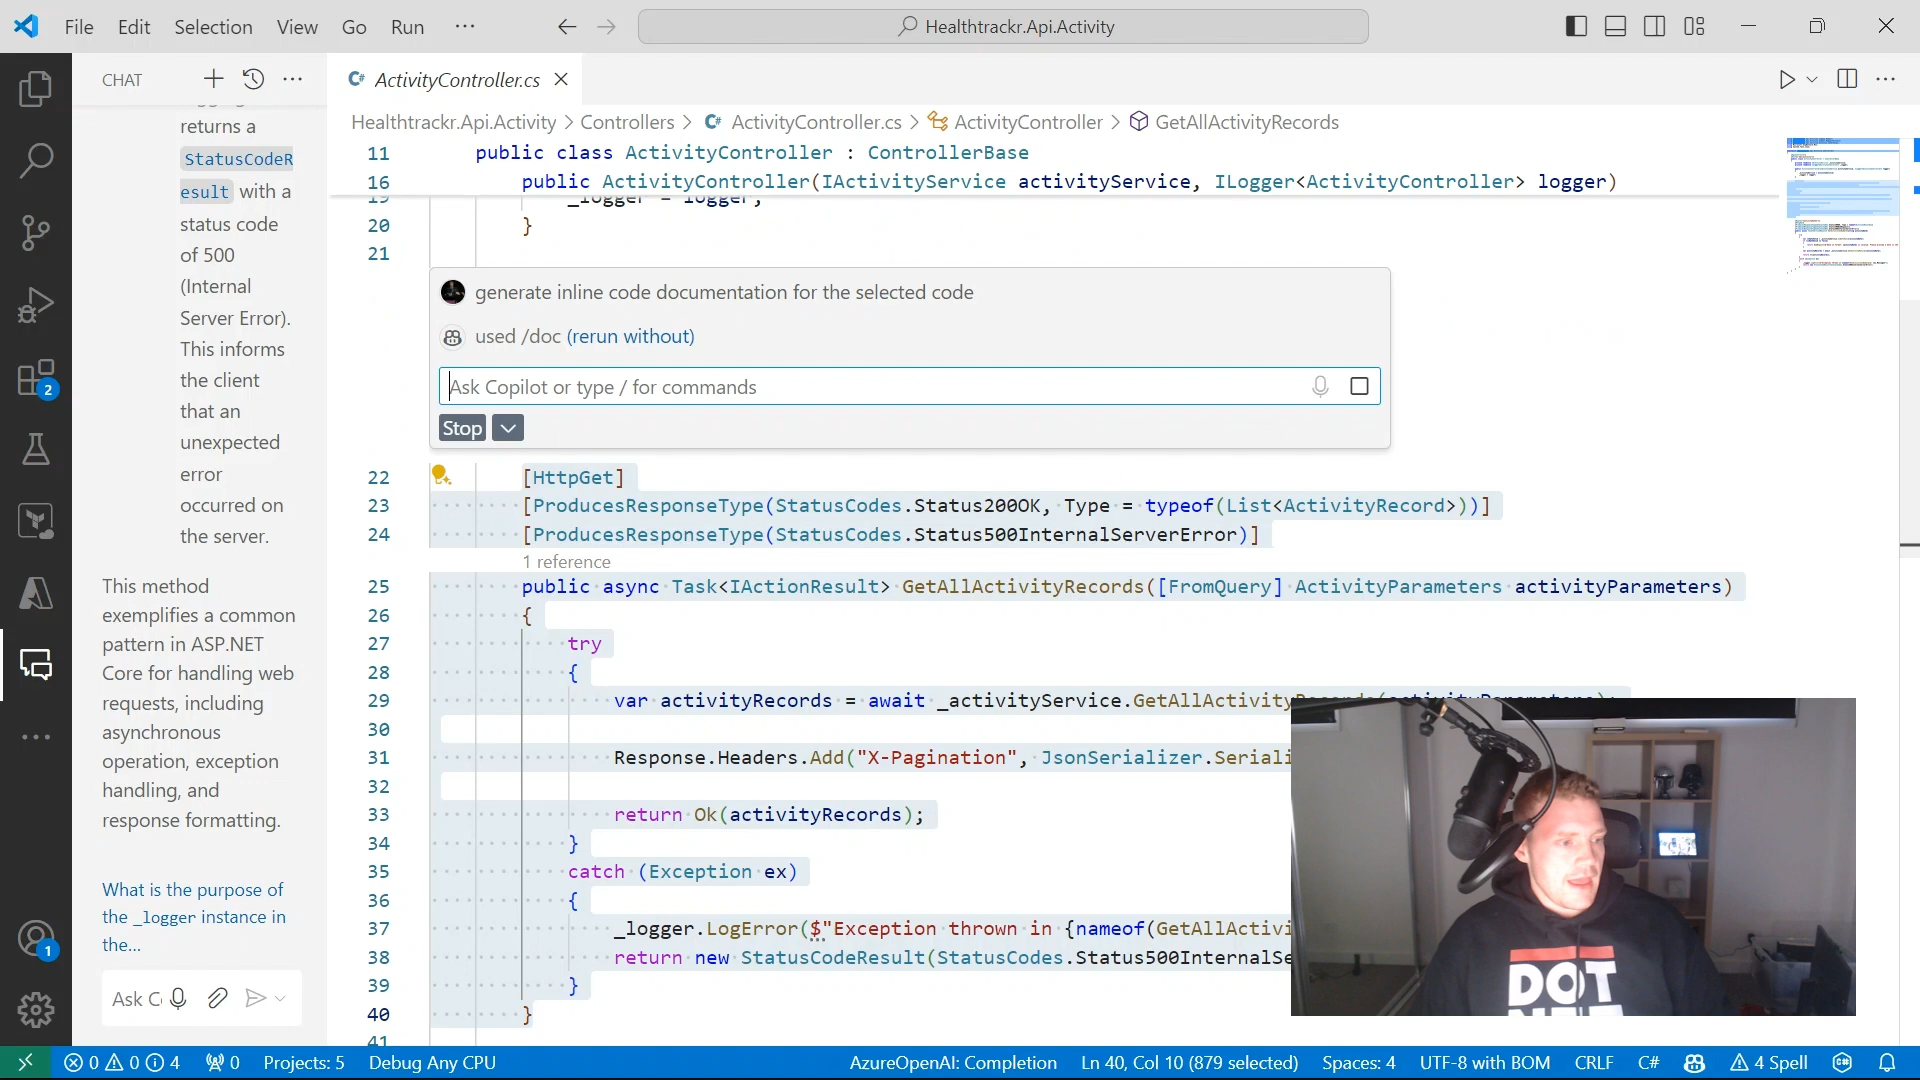 File Edit Selection View Go Run ···
Healthtrackr.Api.Activity
CHAT
ActivityController.cs
Healthtrackr.Api.Activity > Controllers > ActivityController.cs > ActivityController > GetAllActivityRecords
returns a
StatusCodeR
esult with a
status code
of 500
(Internal
Server Error).
This informs
the client
that an
unexpected
error
occurred on
the server.
This method
exemplifies a common
pattern in ASP.NET
Core for handling web
requests, including
asynchronous
operation, exception
handling, and
response formatting.
What is the purpose of
the _logger instance in
the...
Ask C
11 public class ActivityController : ControllerBase
16 public ActivityController(IActivityService activityService, ILogger<ActivityController> logger)
19 _logger = logger;
20 }
21
generate inline code documentation for the selected code
used /doc (rerun without)
Ask Copilot or type / for commands
Stop
22 [HttpGet]
23 [ProducesResponseType(StatusCodes.Status200OK, Type = typeof(List<ActivityRecord>))]
24 [ProducesResponseType(StatusCodes.Status500InternalServerError)]
1 reference
25 public async Task<IActionResult> GetAllActivityRecords([FromQuery] ActivityParameters activityParameters)
26 {
27 try
28 {
29 var activityRecords = await _activityService.GetAllActivityRecords(activityParameters);
30
31 Response.Headers.Add("X-Pagination", JsonSerializer.Seriali
32
33 return Ok(activityRecords);
34 }
35 catch (Exception ex)
36 {
37 _logger.LogError($"Exception thrown in {nameof(GetAllActivi
38 return new StatusCodeResult(StatusCodes.Status500InternalSe
39 }
40 }
41
2
1
DOT
NET
0 0 4 0 Projects: 5 Debug Any CPU AzureOpenAI: Completion Ln 40, Col 10 (879 selected) Spaces: 4 UTF-8 with BOM CRLF C# 4 Spell